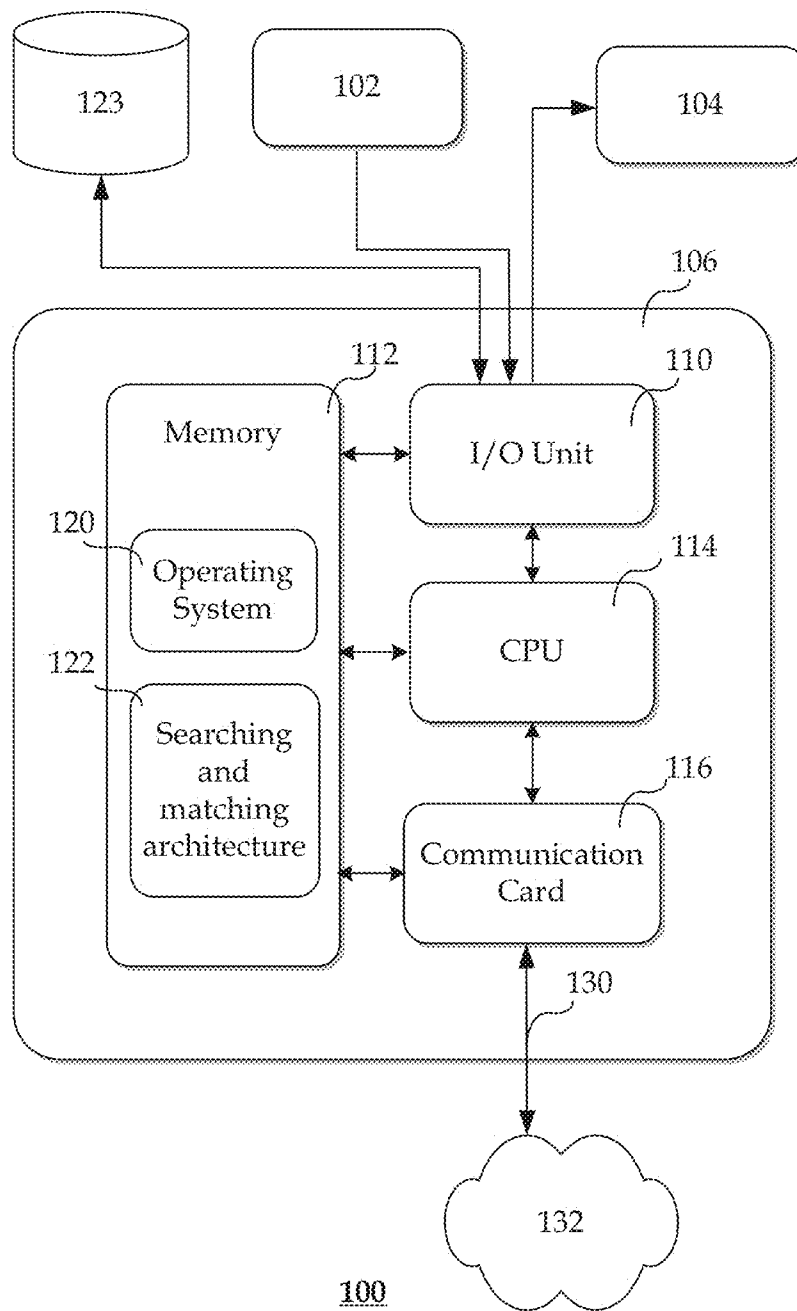 123
102
104
106
112
110
Memory
I/O Unit
120
Operating
System
114
CPU
122
Searching
and
matching
architecture
116
Communication
Card
130
132
100